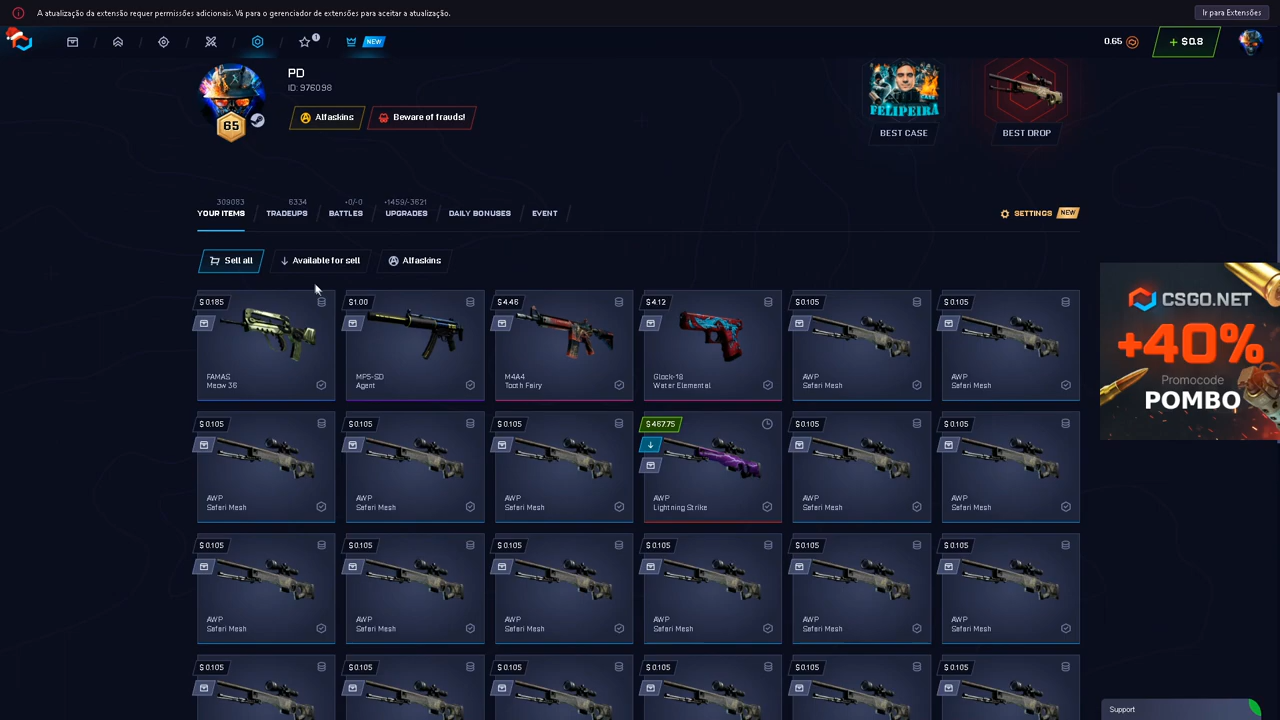 A atualização da extensão requer permissões adicionais. Vá para o gerenciador de extensões para aceitar a atualização.
Ir para Extensões
NEW
0.65
+ $0.8
PD
ID: 976098
65
Alfaskins
Beware of frauds!
FELIPEIRA
BEST CASE
BEST DROP
309083
6334
+0/-0
+1459/-3621
YOUR ITEMS
TRADEUPS
BATTLES
UPGRADES
DAILY BONUSES
EVENT
SETTINGS
NEW
Sell all
Available for sell
Alfaskins
$ 0.185
$ 1.00
$ 4.46
$ 4.12
$ 0.105
$ 0.105
FAMAS
Meow 36
MP5-SD
Agent
M4A4
Tooth Fairy
Glock-18
Water Elemental
AWP
Safari Mesh
AWP
Safari Mesh
$ 0.105
$ 0.105
$ 0.105
$ 467.75
$ 0.105
$ 0.105
AWP
Safari Mesh
AWP
Safari Mesh
AWP
Safari Mesh
AWP
Lightning Strike
AWP
Safari Mesh
AWP
Safari Mesh
$ 0.105
$ 0.105
$ 0.105
$ 0.105
$ 0.105
$ 0.105
AWP
Safari Mesh
AWP
Safari Mesh
AWP
Safari Mesh
AWP
Safari Mesh
AWP
Safari Mesh
AWP
Safari Mesh
$ 0.105
$ 0.105
$ 0.105
$ 0.105
$ 0.105
$ 0.105
CSGO.NET
+40%
Promocode
POMBO
Support